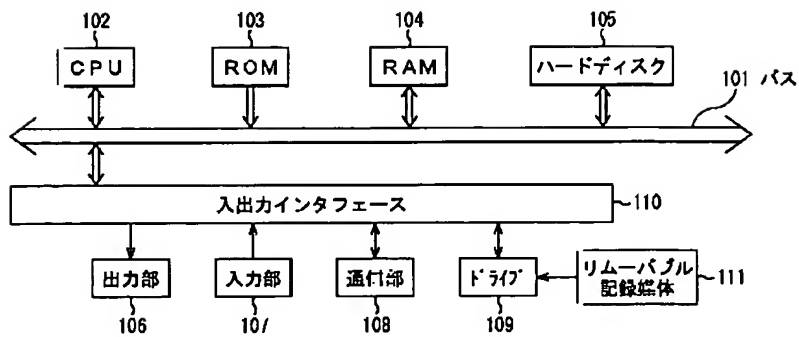 102
103
104
105
CPU
ROM
RAM
ハードディスク
101 バス
入出力インタフェース
110
出力部
入力部
通信部
ドライブ
リムーバブル
記録媒体
111
106
107
108
109